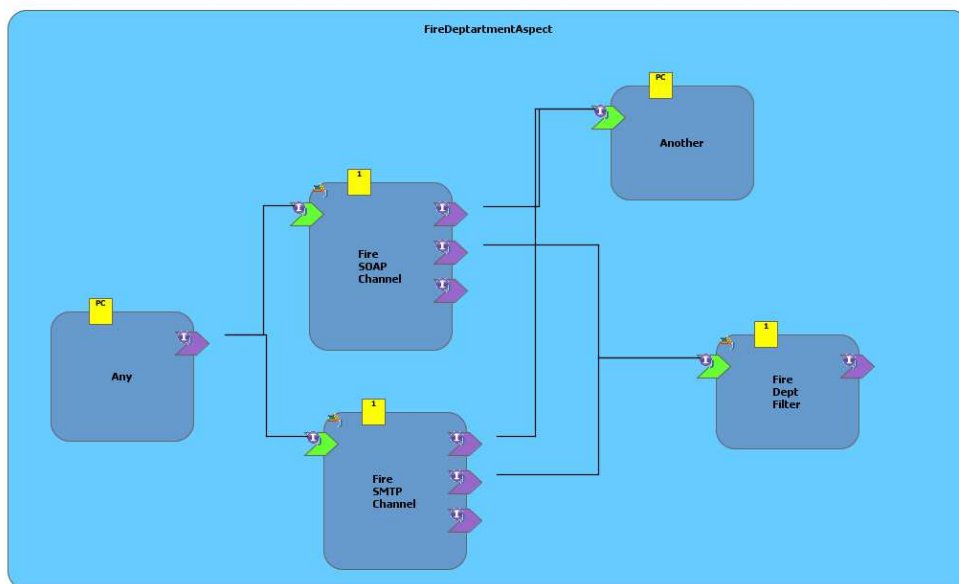 FireDeptartmentAspect
PC
Another
1
Fire
SOAP
Channel
PC
Any
1
Fire
Dept
Filter
1
Fire
SMTP
Channel